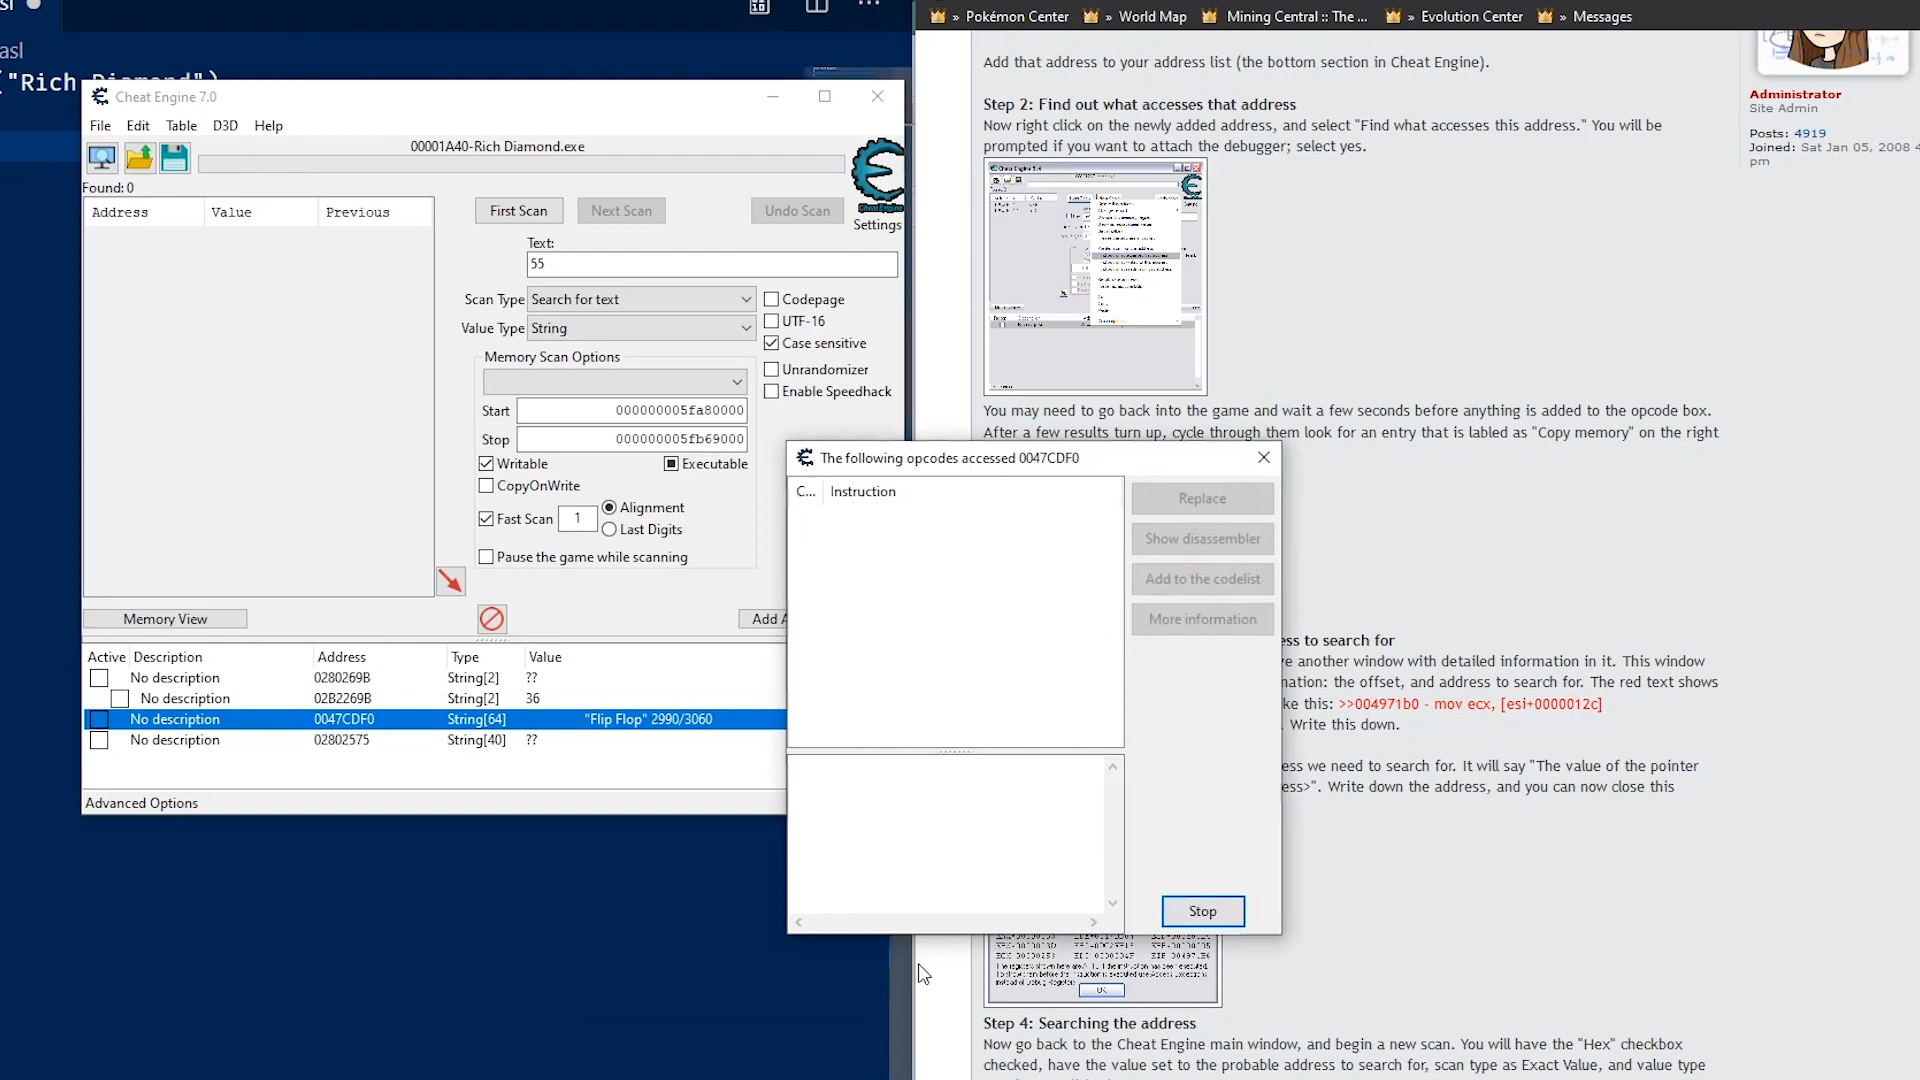 asl
("Rich Diamond")
» Pokémon Center » World Map Mining Central :: The ... » Evolution Center » Messages
Cheat Engine 7.0
File Edit Table D3D Help
00001A40-Rich Diamond.exe
Found: 0
Address Value Previous
First Scan Next Scan Undo Scan
Cheat Engine
Settings
Text:
55
Scan Type Search for text
Value Type String
Codepage
UTF-16
Case sensitive
Unrandomizer
Enable Speedhack
Memory Scan Options
Start 000000005fa80000
Stop 000000005fb69000
Writable Executable
CopyOnWrite
Fast Scan 1 Alignment
Last Digits
Pause the game while scanning
Memory View
Add A
Active Description Address Type Value
No description 0280269B String[2] ??
No description 02B2269B String[2] 36
No description 0047CDF0 String[64] "Flip Flop" 2990/3060
No description 02802575 String[40] ??
Advanced Options
The following opcodes accessed 0047CDF0
C... Instruction
Replace
Show disassembler
Add to the codelist
More information
Stop
Add that address to your address list (the bottom section in Cheat Engine).
Step 2: Find out what accesses that address
Now right click on the newly added address, and select "Find what accesses this address." You will be
prompted if you want to attach the debugger; select yes.
You may need to go back into the game and wait a few seconds before anything is added to the opcode box.
After a few results turn up, cycle through them look for an entry that is labled as "Copy memory" on the right
ess to search for
ve another window with detailed information in it. This window
nation: the offset, and address to search for. The red text shows
ke this: >>004971b0 - mov ecx, [esi+0000012c]
. Write this down.
ess we need to search for. It will say "The value of the pointer
ess>". Write down the address, and you can now close this
OK
Step 4: Searching the address
Now go back to the Cheat Engine main window, and begin a new scan. You will have the "Hex" checkbox
checked, have the value set to the probable address to search for, scan type as Exact Value, and value type
Administrator
Site Admin
Posts: 4919
Joined: Sat Jan 05, 2008 4
pm